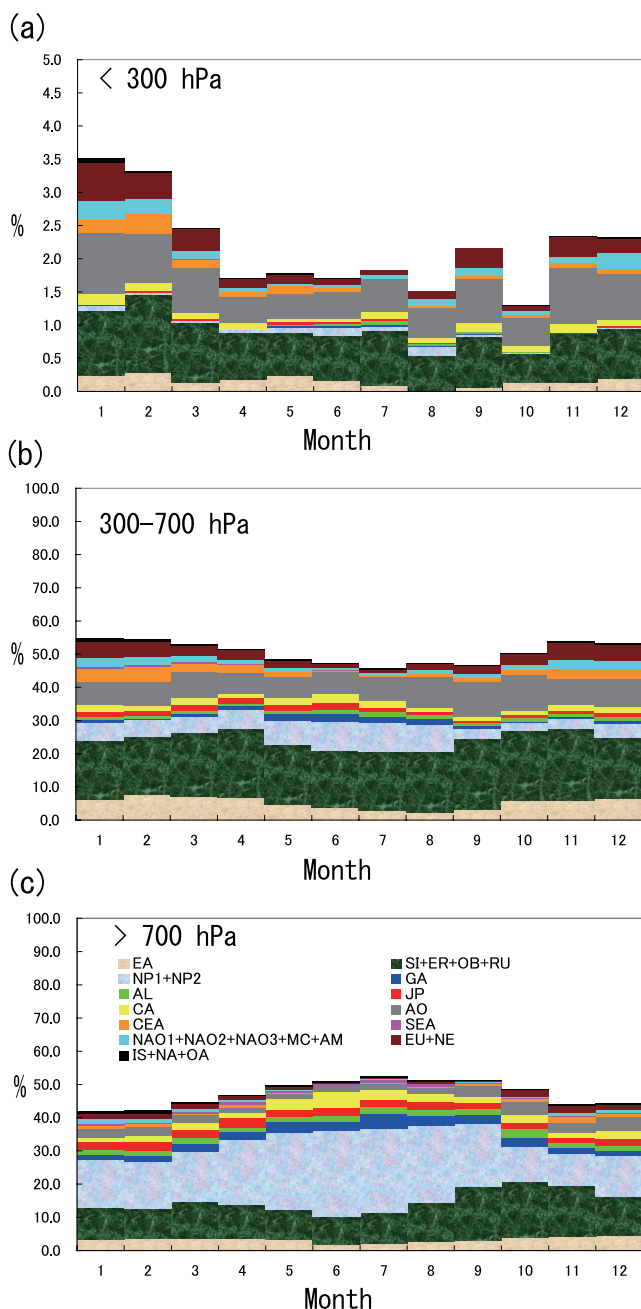 (a)
< 300 hPa
5.0
4.5
4.0
3.5
3.0
2.5
2.0
1.5
1.0
0.5
0.0
%
1 2 3 4 5 6 7 8 9 10 11 12
Month
(b)
300-700 hPa
100.0
90.0
80.0
70.0
60.0
50.0
40.0
30.0
20.0
10.0
0.0
%
1 2 3 4 5 6 7 8 9 10 11 12
Month
(c)
> 700 hPa
100.0
90.0
80.0
70.0
60.0
50.0
40.0
30.0
20.0
10.0
0.0
%
EA SI+ER+OB+RU
NP1+NP2 GA
AL JP
CA AO
CEA SEA
NAO1+NAO2+NAO3+MC+AM EU+NE
IS+NA+OA
1 2 3 4 5 6 7 8 9 10 11 12
Month